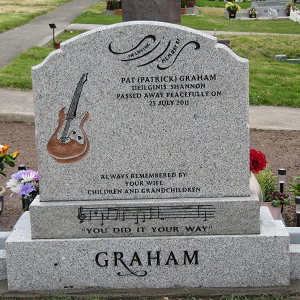 IN LOVING MEMORY OF
PAT (PATRICK) GRAHAM
DEILGINIS SHANNON
PASSED AWAY PEACEFULLY ON
25 JULY 2011
ALWAYS REMEMBERED BY
YOUR WIFE
CHILDREN AND GRANDCHILDREN
"YOU DID IT YOUR WAY"
GRAHAM